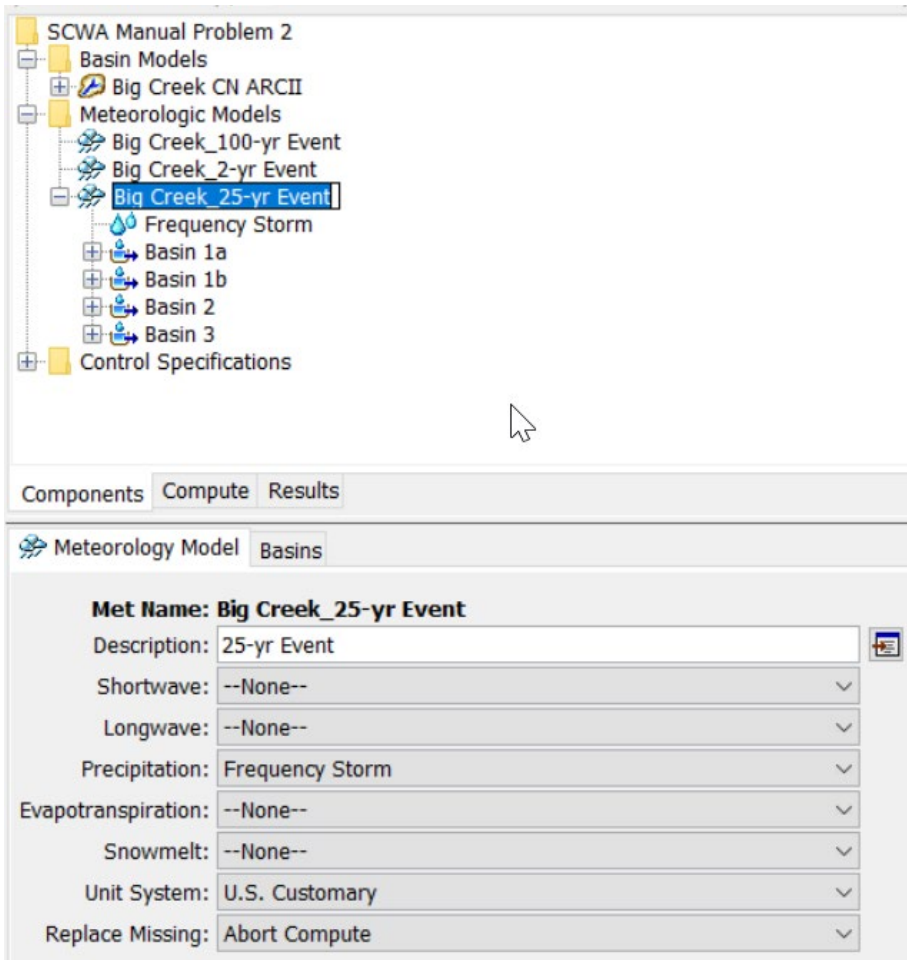 SCWA Manual Problem 2
Basin Models
Big Creek CN ARCII
Meteorologic Models
Big Creek_100-yr Event
Big Creek_2-yr Event
Big Creek_25-yr Event
Frequency Storm
Basin 1a
Basin 1b
Basin 2
Basin 3
Control Specifications
Components Compute Results
Meteorology Model Basins
Met Name: Big Creek_25-yr Event
Description: 25-yr Event
Shortwave: --None--
Longwave: --None--
Precipitation: Frequency Storm
Evapotranspiration: --None--
Snowmelt: --None--
Unit System: U.S. Customary
Replace Missing: Abort Compute